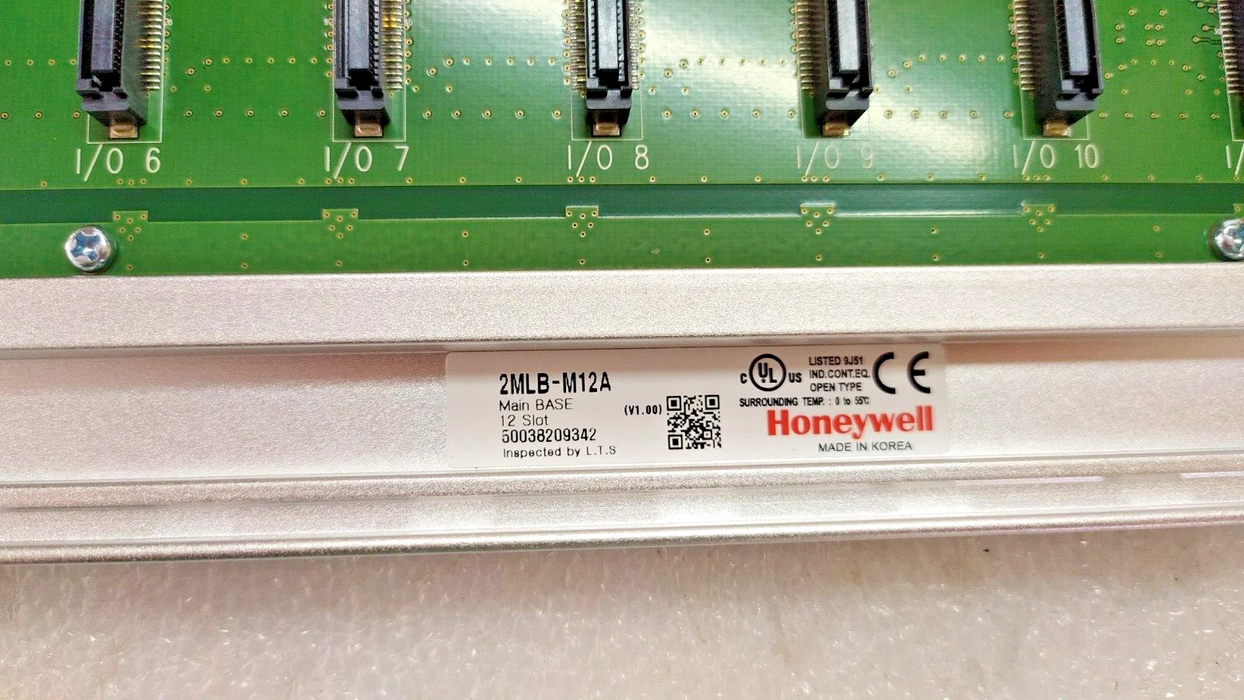 I/O 6
I/O 7
I/O 8
I/O 9
I/O 10
2MLB-M12A
Main BASE
12 Slot
50038209342
Inspected by L.T.S
(V1.00)
C UL US
LISTED 9J51
IND.CONT.EQ.
OPEN TYPE
CE
SURROUNDING TEMP. : 0 to 55℃
Honeywell
MADE IN KOREA